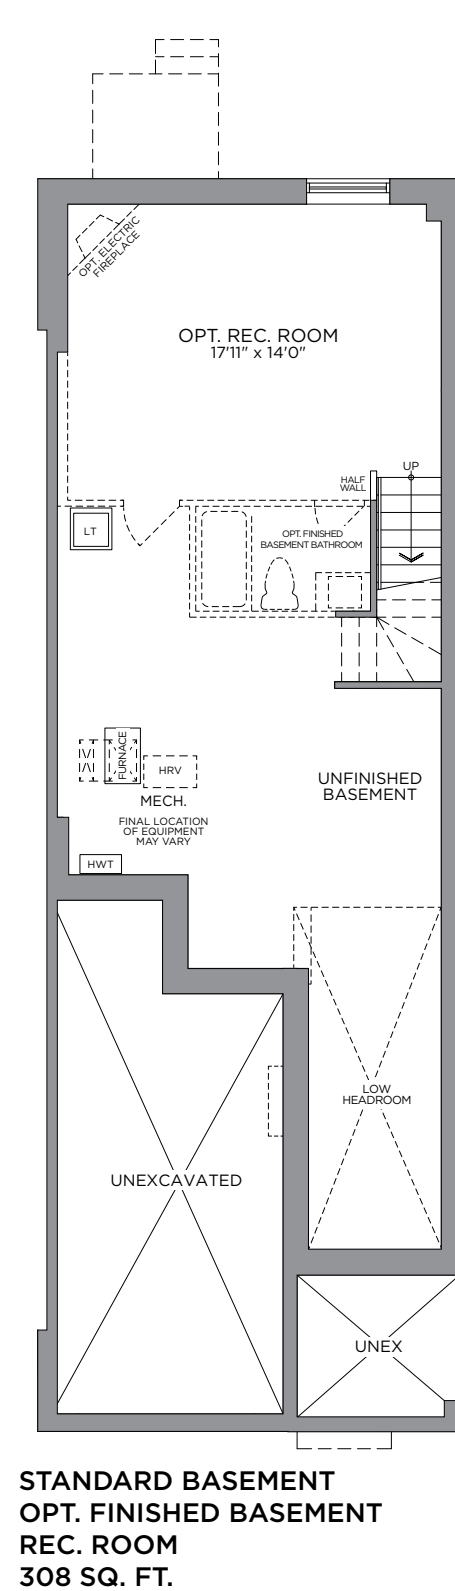 OPT. ELECTRIC
FIREPLACE
OPT. REC. ROOM
17'11" x 14'0"
UP
HALF
WALL
LT
OPT. FINISHED
BASEMENT BATHROOM
FURNACE
HRV
MECH.
FINAL LOCATION
OF EQUIPMENT
MAY VARY
UNFINISHED
BASEMENT
HWT
LOW
HEADROOM
UNEXCAVATED
UNEX
STANDARD BASEMENT
OPT. FINISHED BASEMENT
REC. ROOM
308 SQ. FT.